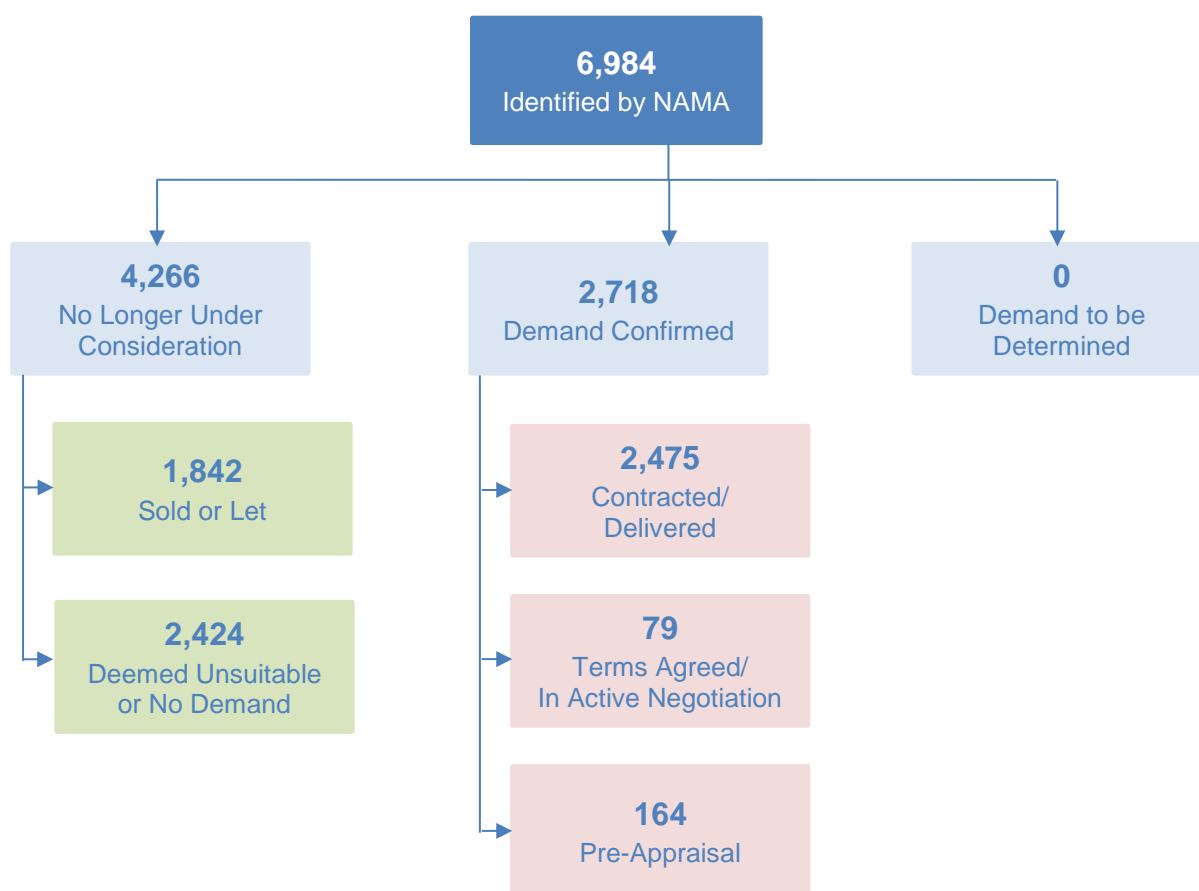 6,984
Identified by NAMA
4,266
No Longer Under
Consideration
2,718
Demand Confirmed
0
Demand to be
Determined
1,842
Sold or Let
2,424
Deemed Unsuitable
or No Demand
2,475
Contracted/
Delivered
79
Terms Agreed/
In Active Negotiation
164
Pre-Appraisal